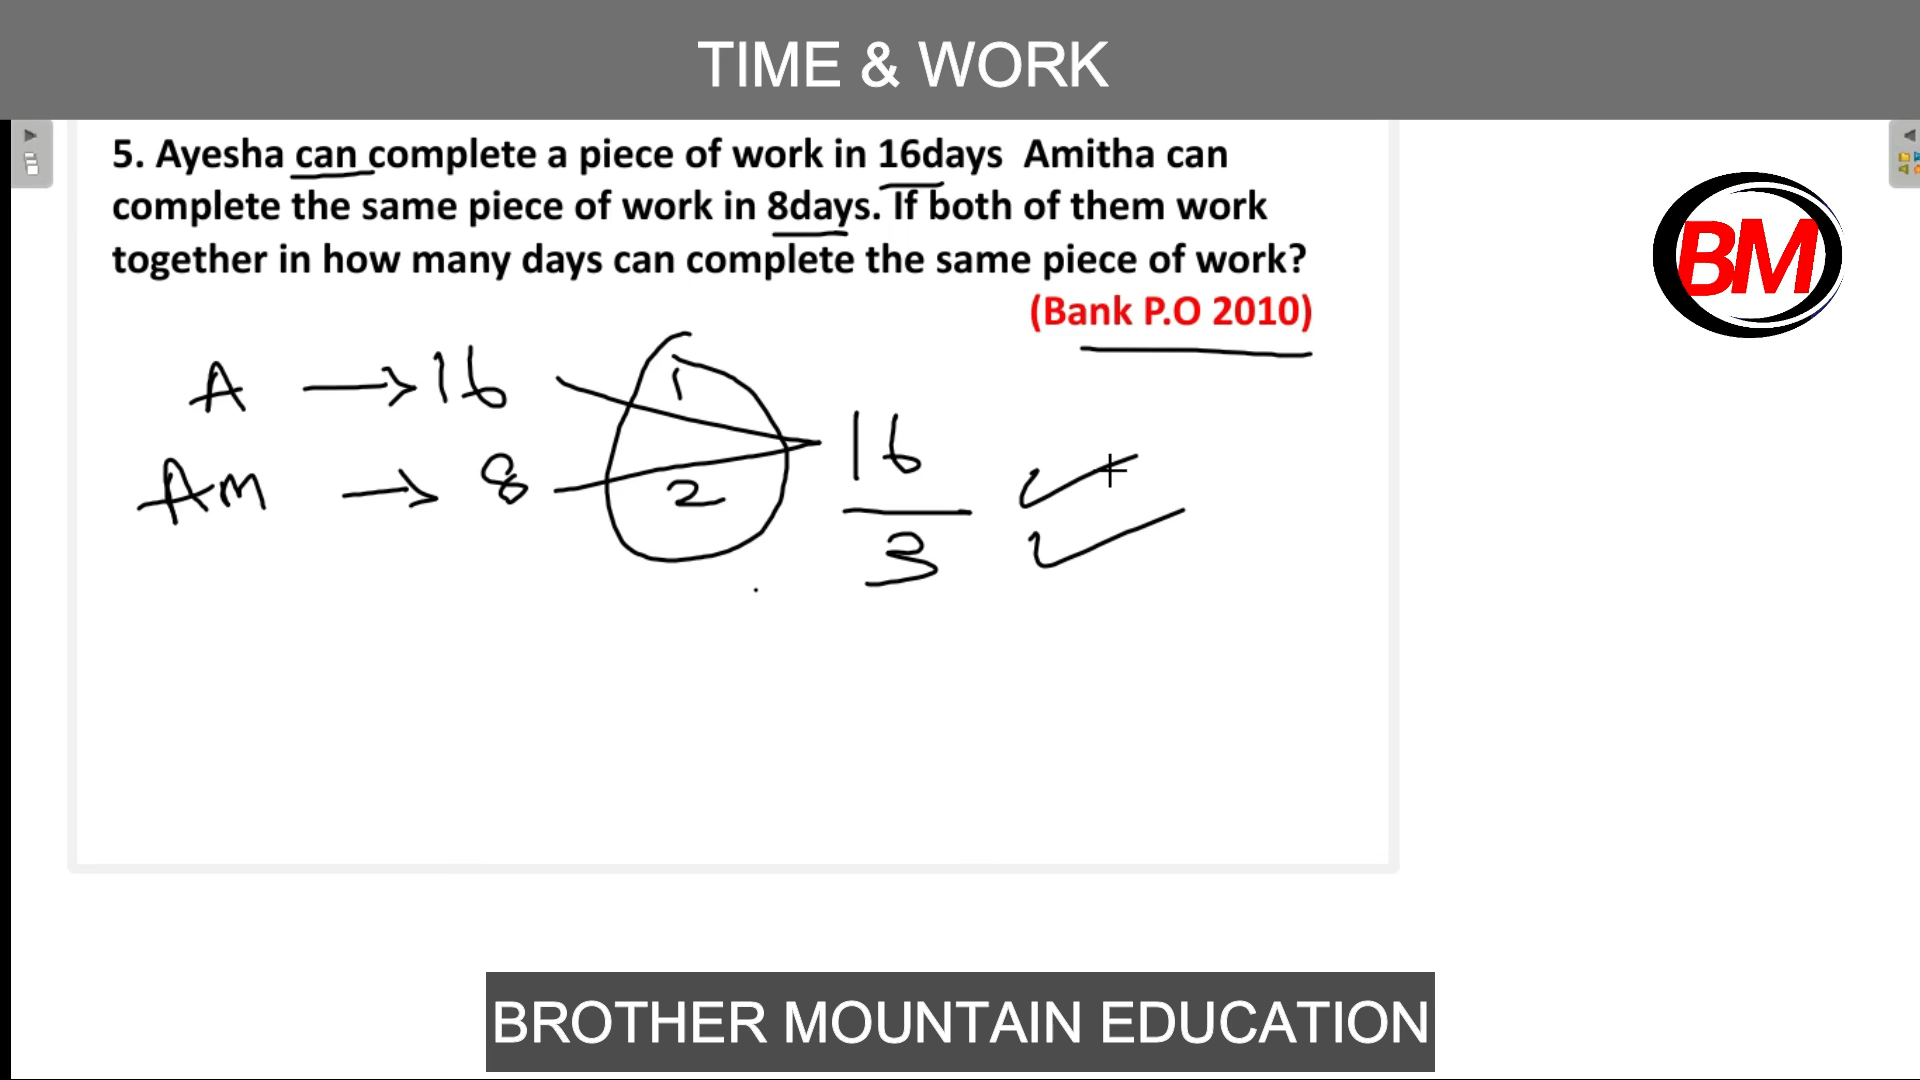 TIME & WORK
5. Ayesha can complete a piece of work in 16days Amitha can
complete the same piece of work in 8days. If both of them work
together in how many days can complete the same piece of work?
(Bank P.O 2010)
BM
A → 16 1
16
Am → 8 2
3
BROTHER MOUNTAIN EDUCATION